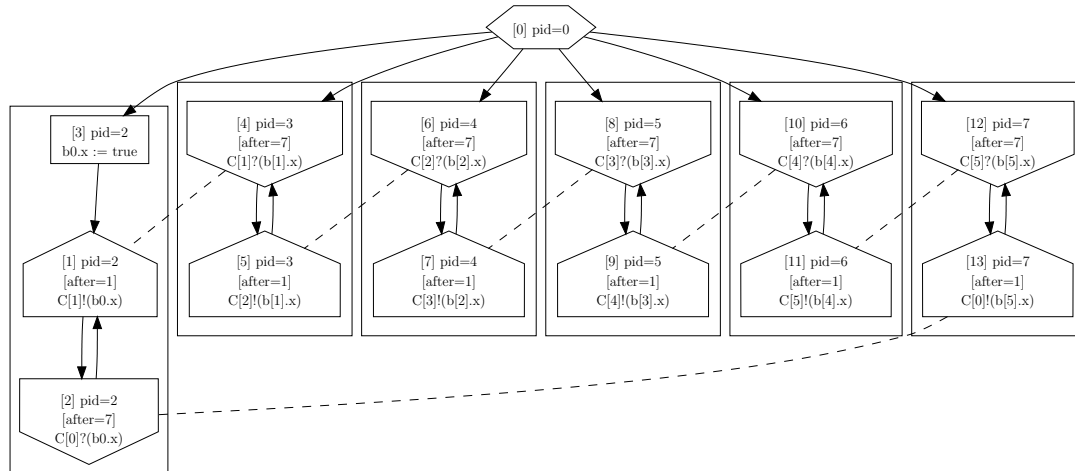 [0] pid=0
[3] pid=2
b0.x := true
[4] pid=3
[after=7]
C[1]?(b[1].x)
[6] pid=4
[after=7]
C[2]?(b[2].x)
[8] pid=5
[after=7]
C[3]?(b[3].x)
[10] pid=6
[after=7]
C[4]?(b[4].x)
[12] pid=7
[after=7]
C[5]?(b[5].x)
[1] pid=2
[after=1]
C[1]!(b0.x)
[5] pid=3
[after=1]
C[2]!(b[1].x)
[7] pid=4
[after=1]
C[3]!(b[2].x)
[9] pid=5
[after=1]
C[4]!(b[3].x)
[11] pid=6
[after=1]
C[5]!(b[4].x)
[13] pid=7
[after=1]
C[0]!(b[5].x)
[2] pid=2
[after=7]
C[0]?(b0.x)